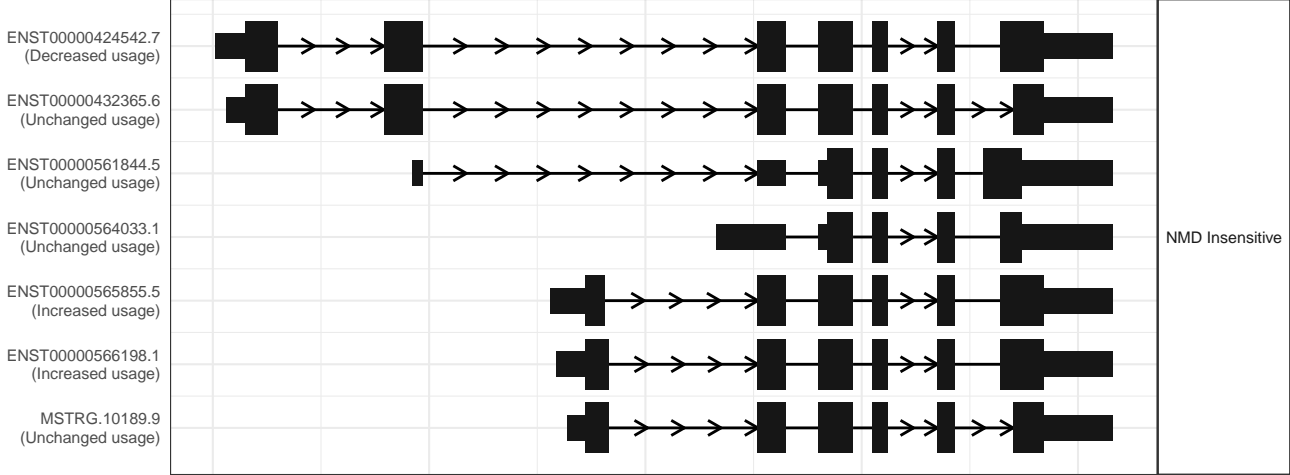 ENST00000424542.7
(Decreased usage)
ENST00000432365.6
(Unchanged usage)
ENST00000561844.5
(Unchanged usage)
ENST00000564033.1
(Unchanged usage)
NMD Insensitive
ENST00000565855.5
(Increased usage)
ENST00000566198.1
(Increased usage)
MSTRG.10189.9
(Unchanged usage)